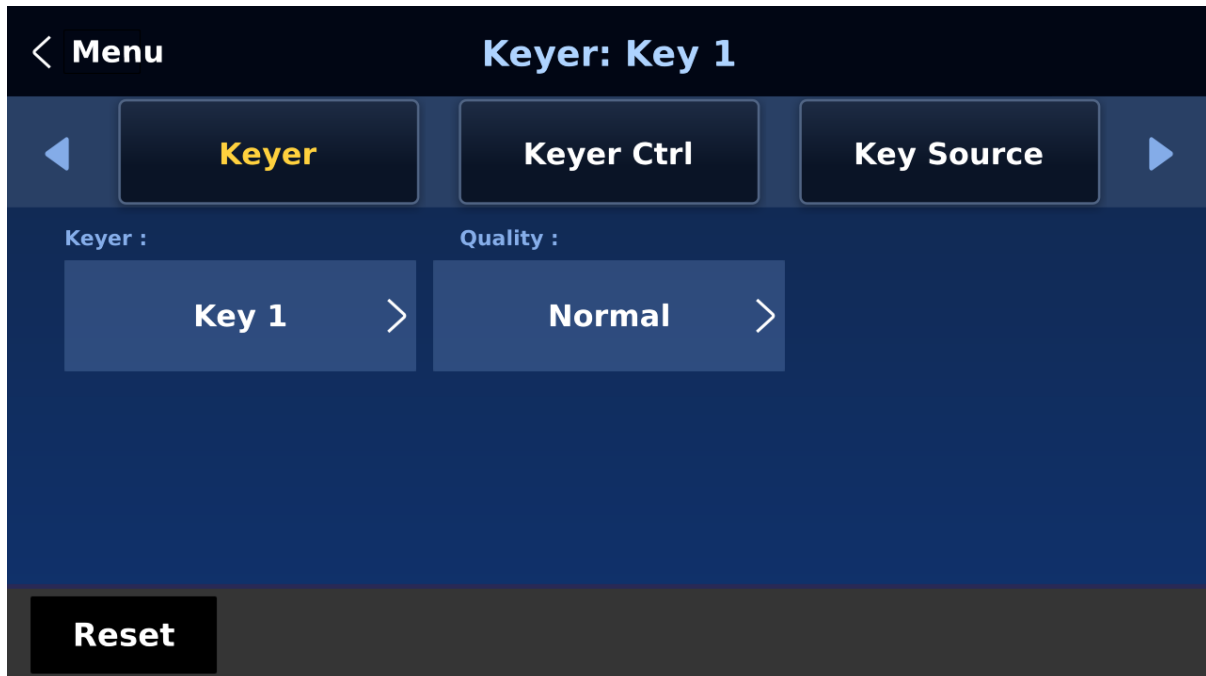 Menu
Keyer: Key 1
Keyer
Keyer Ctrl
Key Source
Keyer :
Quality :
Key 1
Normal
Reset